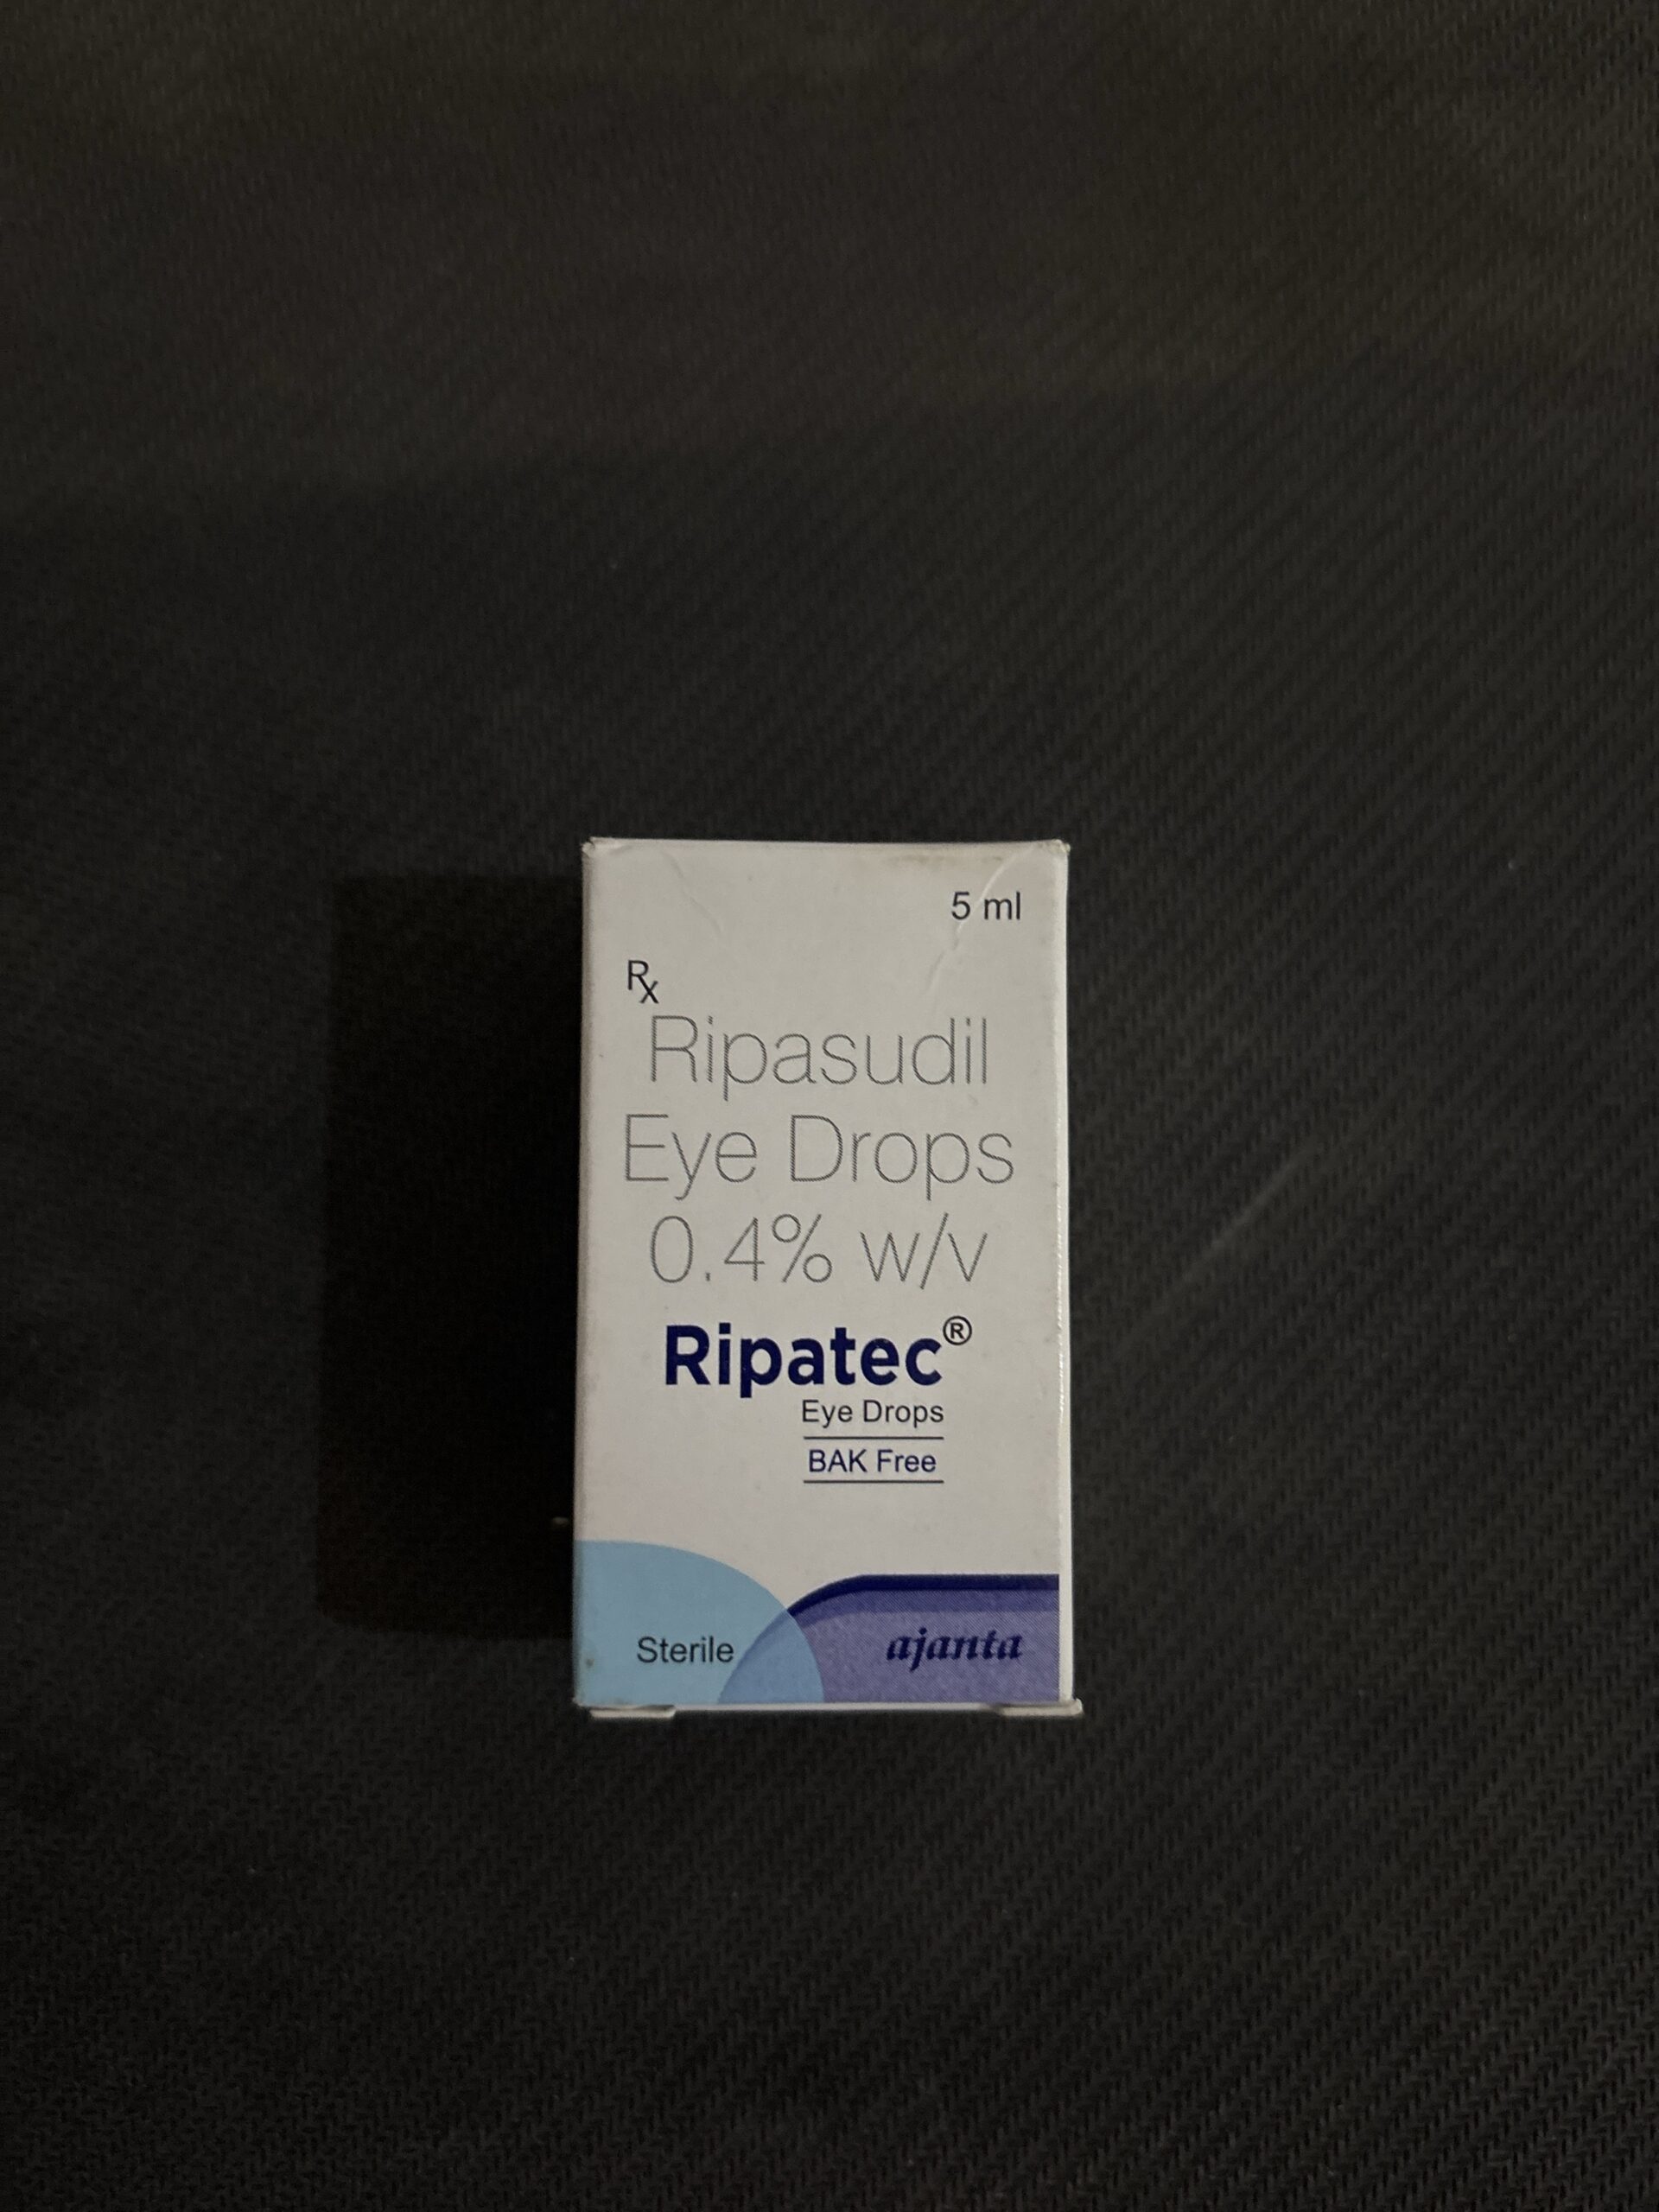 5 ml
Rx
Ripasudil
Eye Drops
0.4% w/v
Ripatec®
Eye Drops
BAK Free
Sterile
ajanta